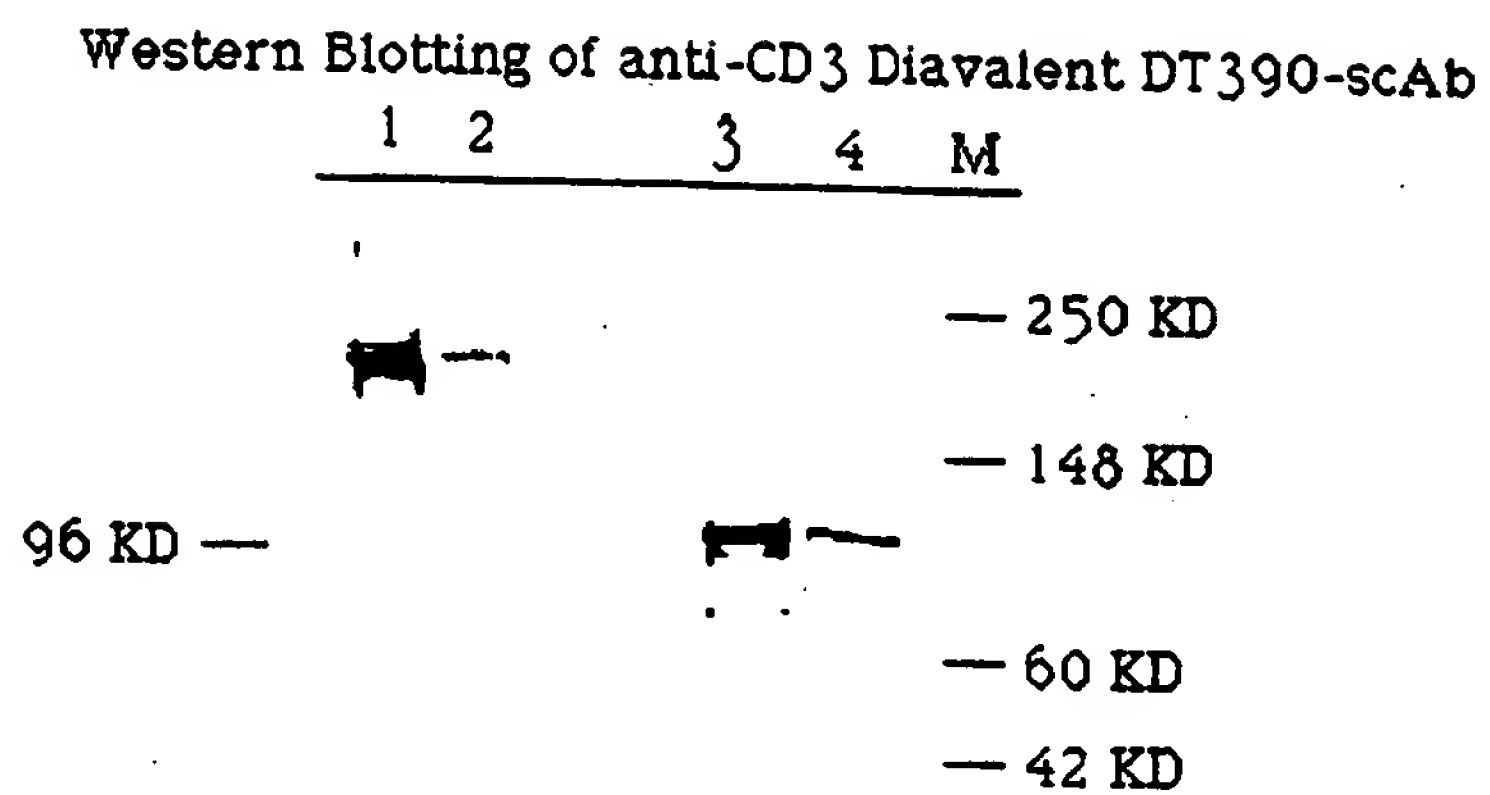 Western Blotting of anti-CD3 Diavalent DT390-scAb
1 2 3 4 M
250 KD
148 KD
96 KD
60 KD
42 KD